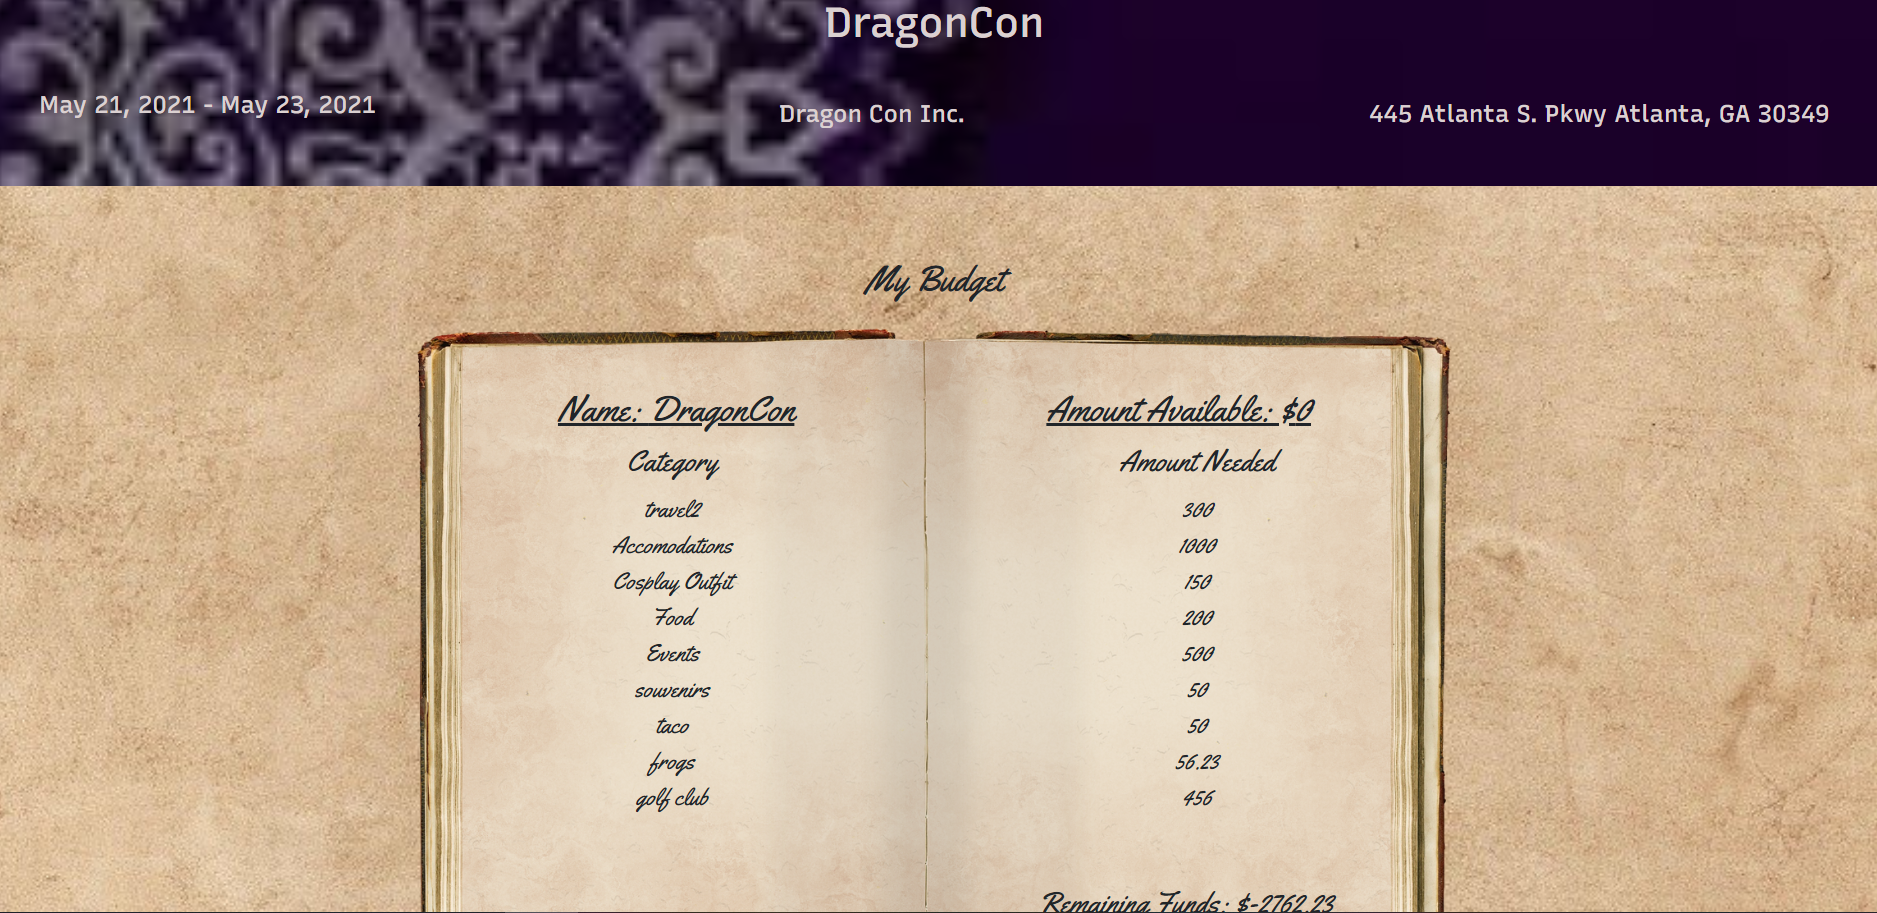 DragonCon
May 21, 2021 - May 23, 2021
Dragon Con Inc.
445 Atlanta S. Pkwy Atlanta, GA 30349
My Budget
Name: DragonCon
Amount Available: $0
Category
Amount Needed
travel2
300
Accomodations
1000
Cosplay Outfit
150
Food
200
Events
500
souvenirs
50
taco
50
frogs
56.23
golf club
456
Remaining Funds: $-2762.23